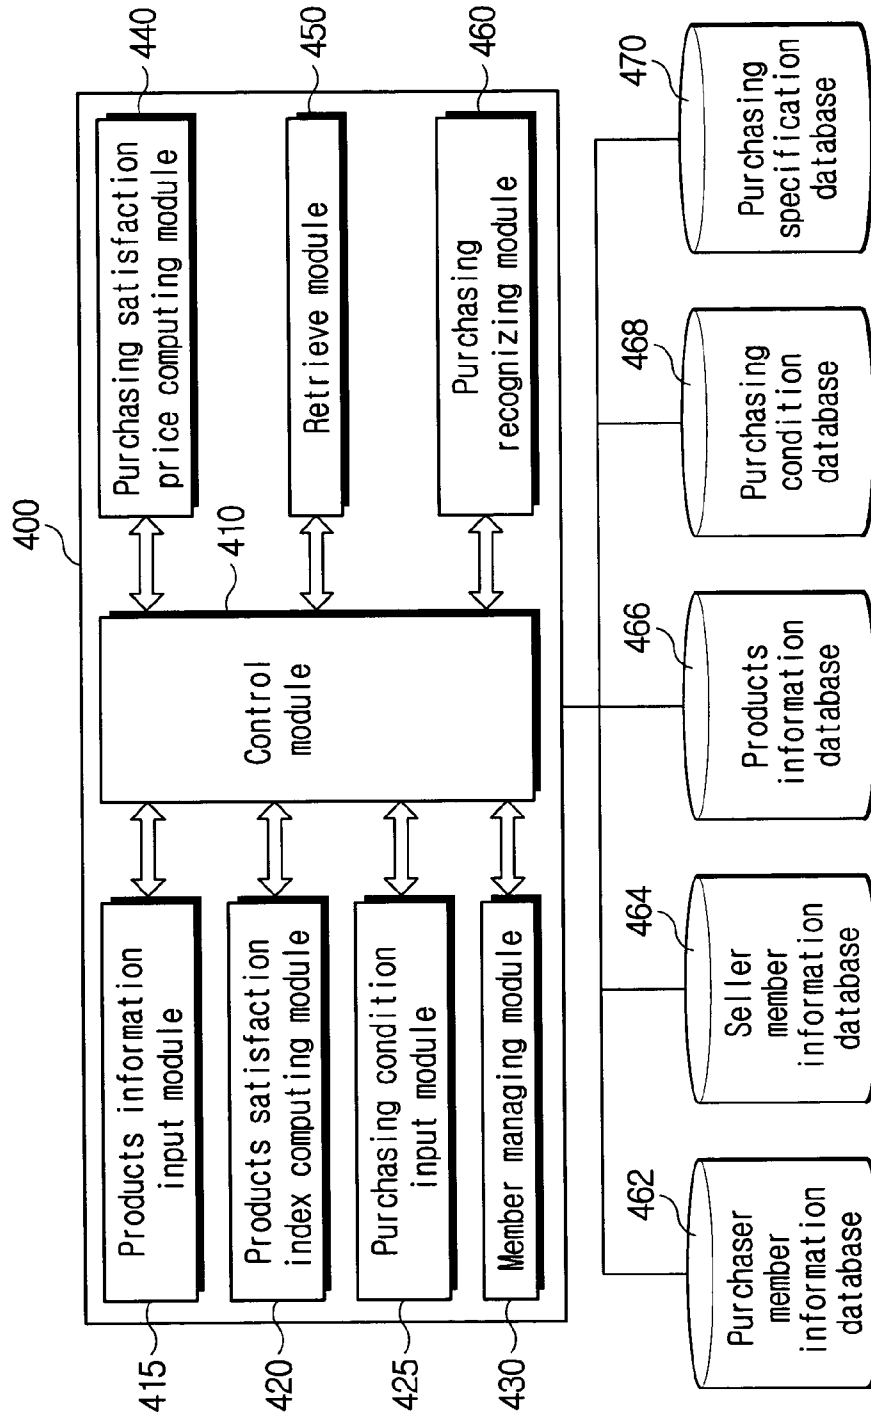 400
415
Products information
input module
420
Products satisfaction
index computing module
425
Purchasing condition
input module
430
Member managing module
410
Control
module
440
Purchasing satisfaction
price computing module
450
Retrieve module
460
Purchasing
recognizing module
462
Purchaser
member
information
database
464
Seller
member
information
database
466
Products
information
database
468
Purchasing
condition
database
470
Purchasing
specification
database